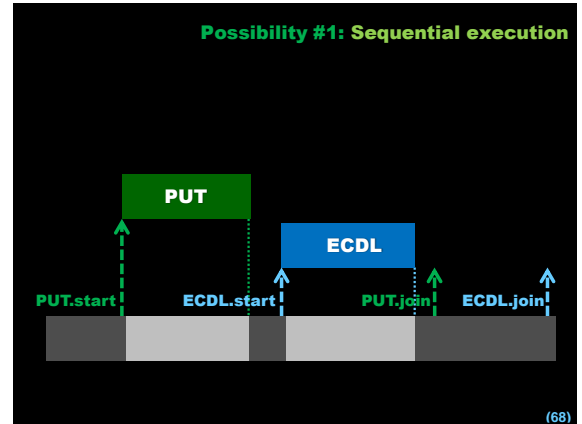 Possibility #1: Sequential execution
PUT
ECDL
PUT.start
ECDL.start
PUT.join
ECDL.join
(68)